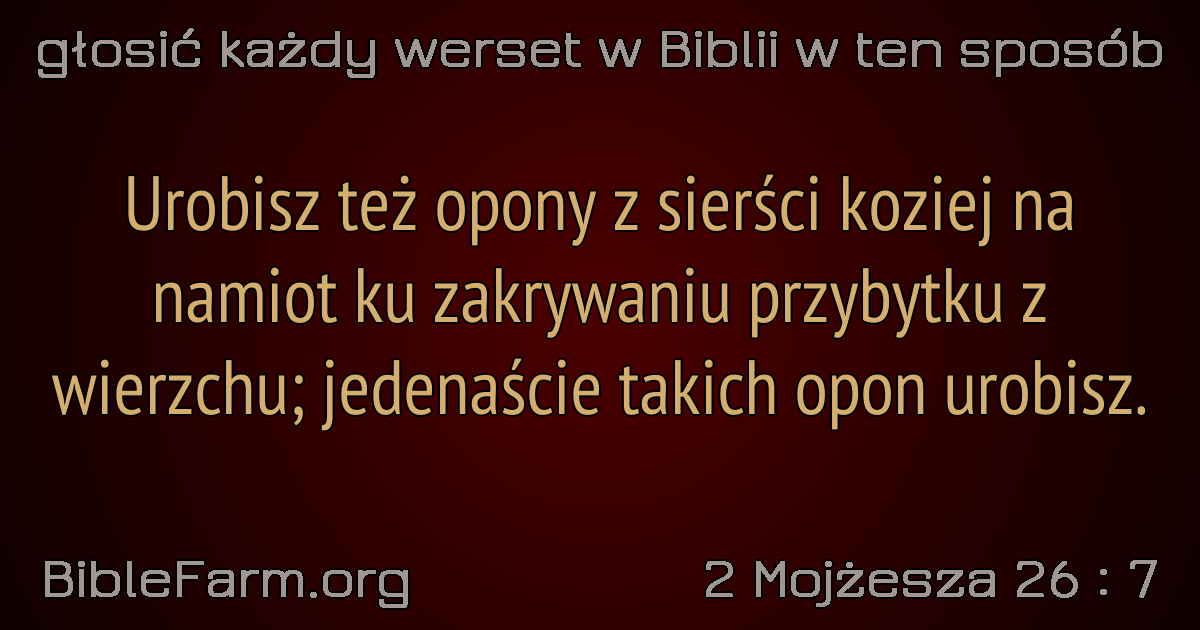 głosić każdy werset w Biblii w ten sposób
Urobisz też opony z sierści koziej na
namiot ku zakrywaniu przybytku z
wierzchu; jedenaście takich opon urobisz.
BibleFarm.org
2 Mojżesza 26 : 7